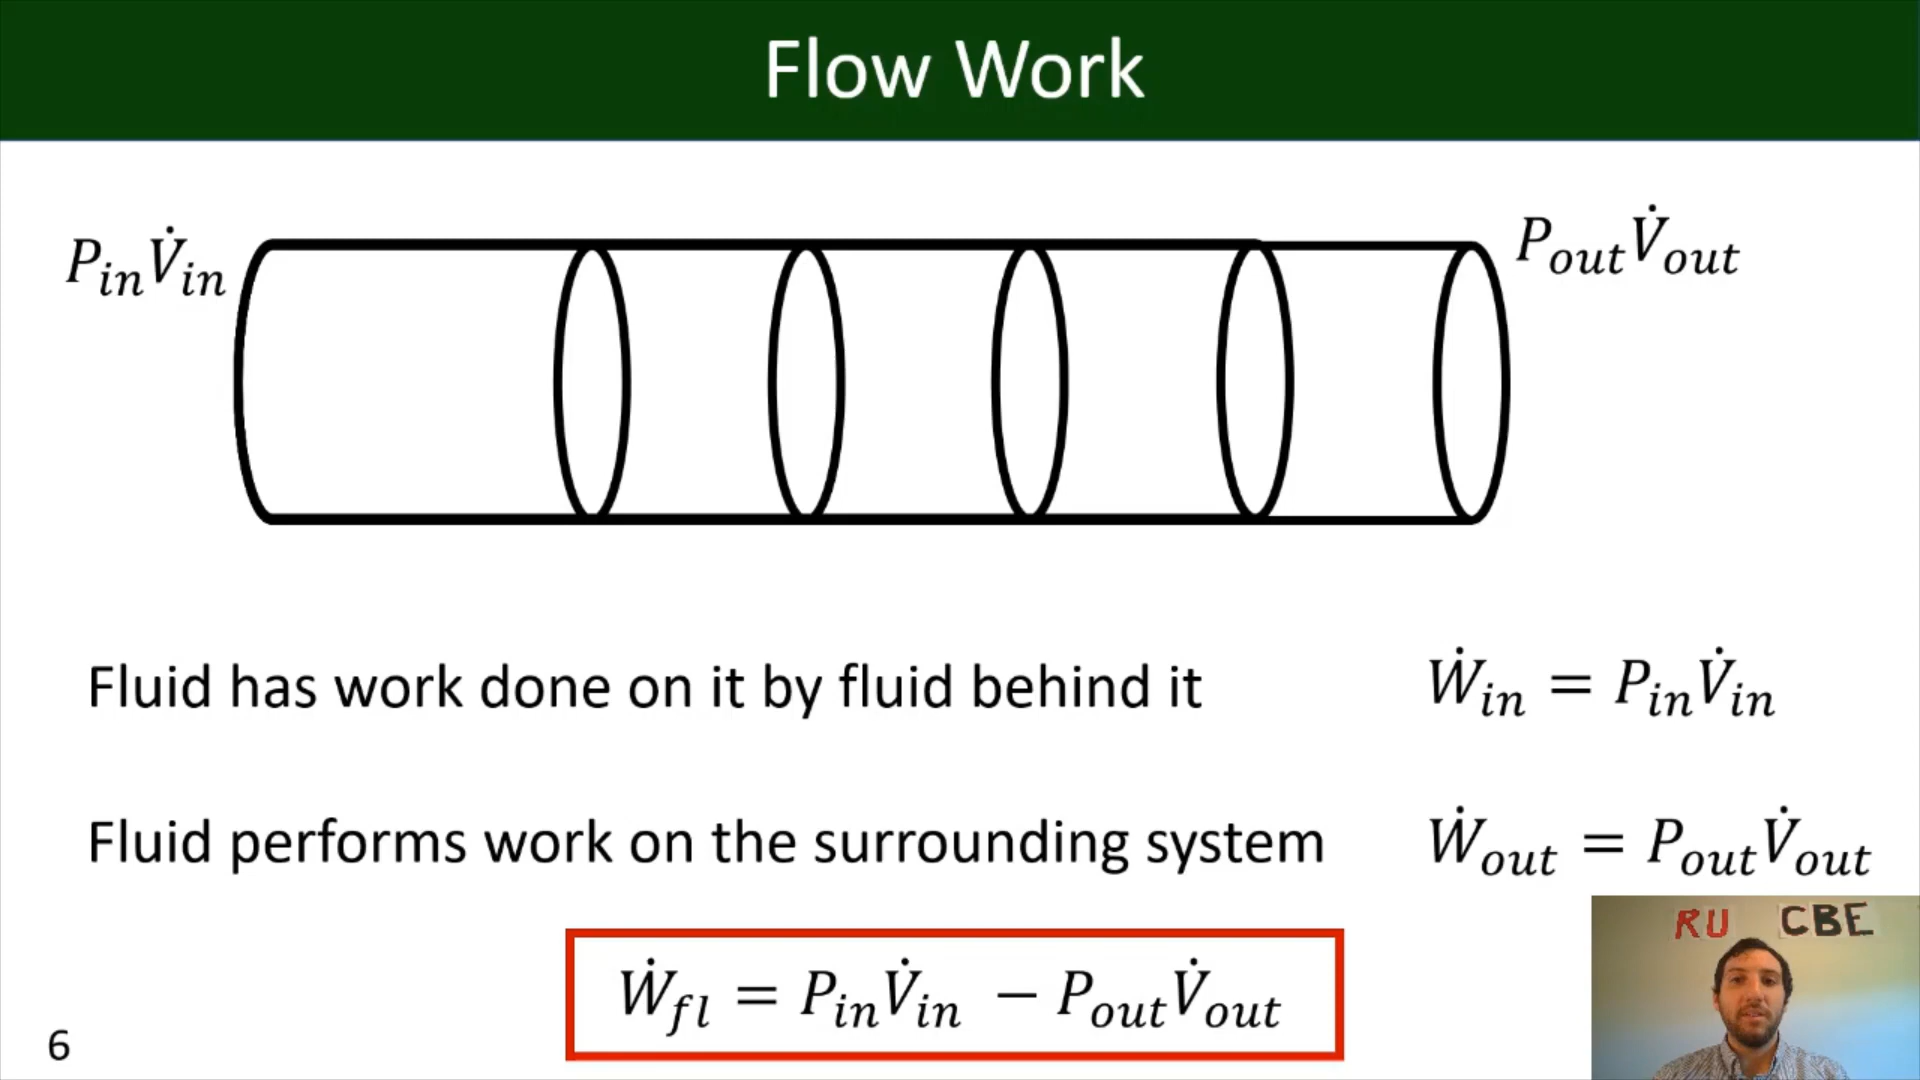 Flow Work
P_in V̇_in
P_out V̇_out
Fluid has work done on it by fluid behind it
Ẇ_in = P_in V̇_in
Fluid performs work on the surrounding system
Ẇ_out = P_out V̇_out
Ẇ_fl = P_in V̇_in − P_out V̇_out
RU CBE
6